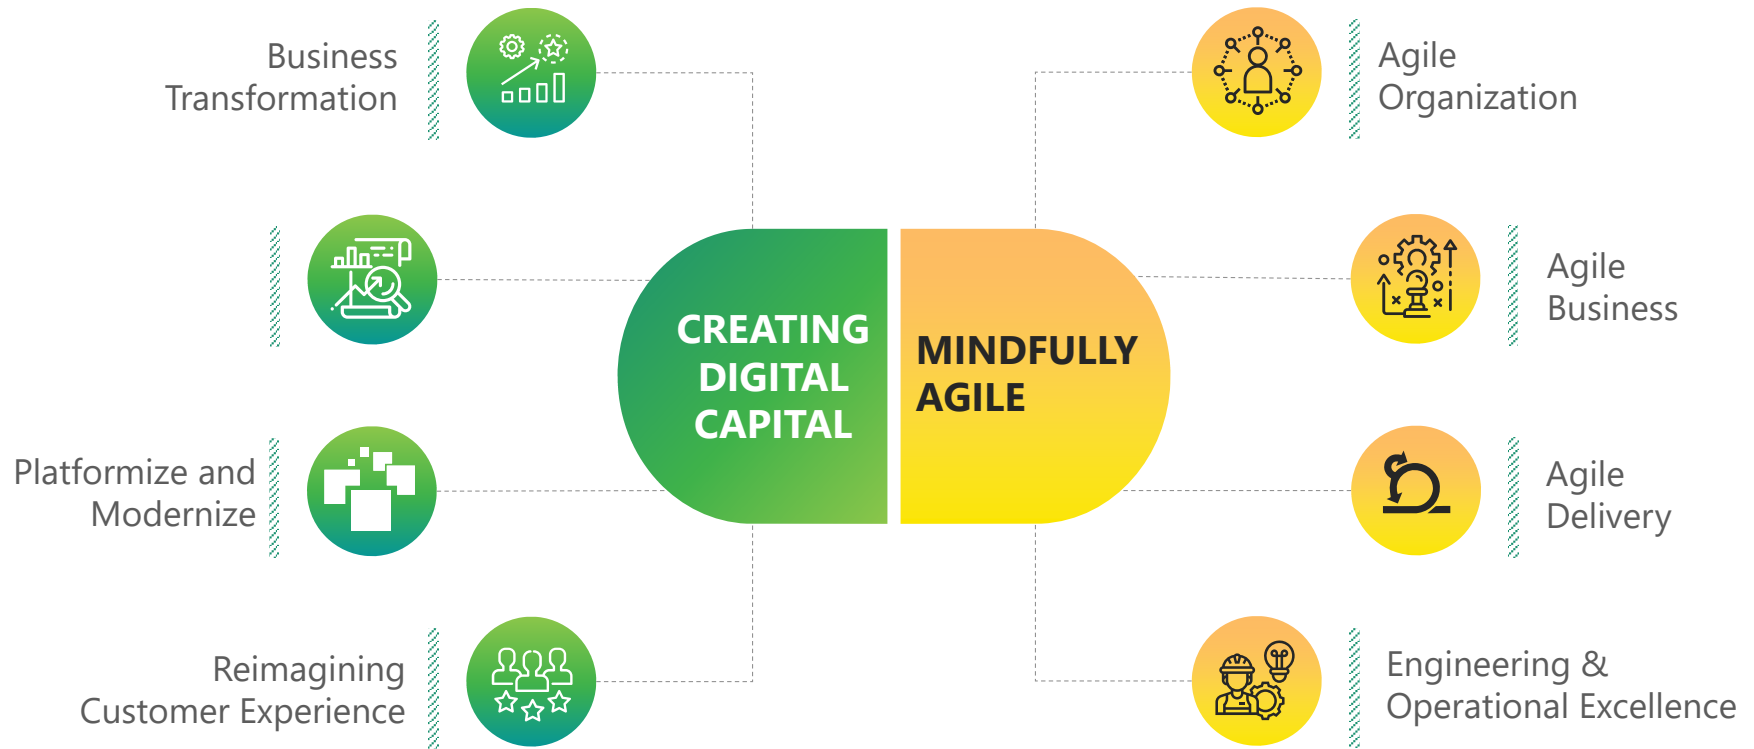 Business
Transformation
Platformize and
Modernize
Reimagining
Customer Experience
CREATING
DIGITAL
CAPITAL
MINDFULLY
AGILE
Agile
Organization
Agile
Business
Agile
Delivery
Engineering &
Operational Excellence